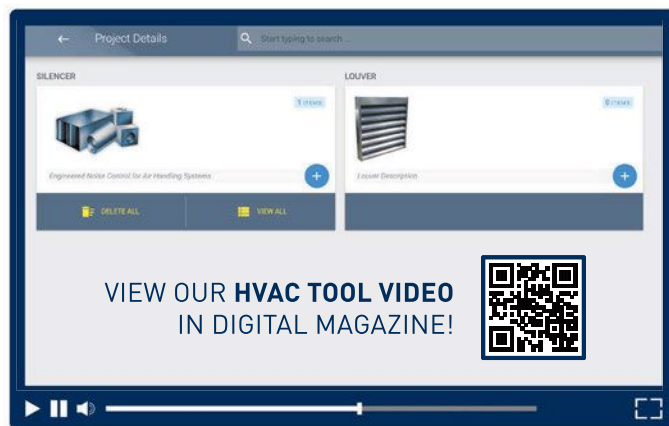 Project Details
Start typing to search ...
SILENCER
LOUVER
1 ITEMS
0 ITEMS
Engineered Noise Control for Air Handling Systems
Louver Description
DELETE ALL
VIEW ALL
VIEW OUR HVAC TOOL VIDEO
IN DIGITAL MAGAZINE!